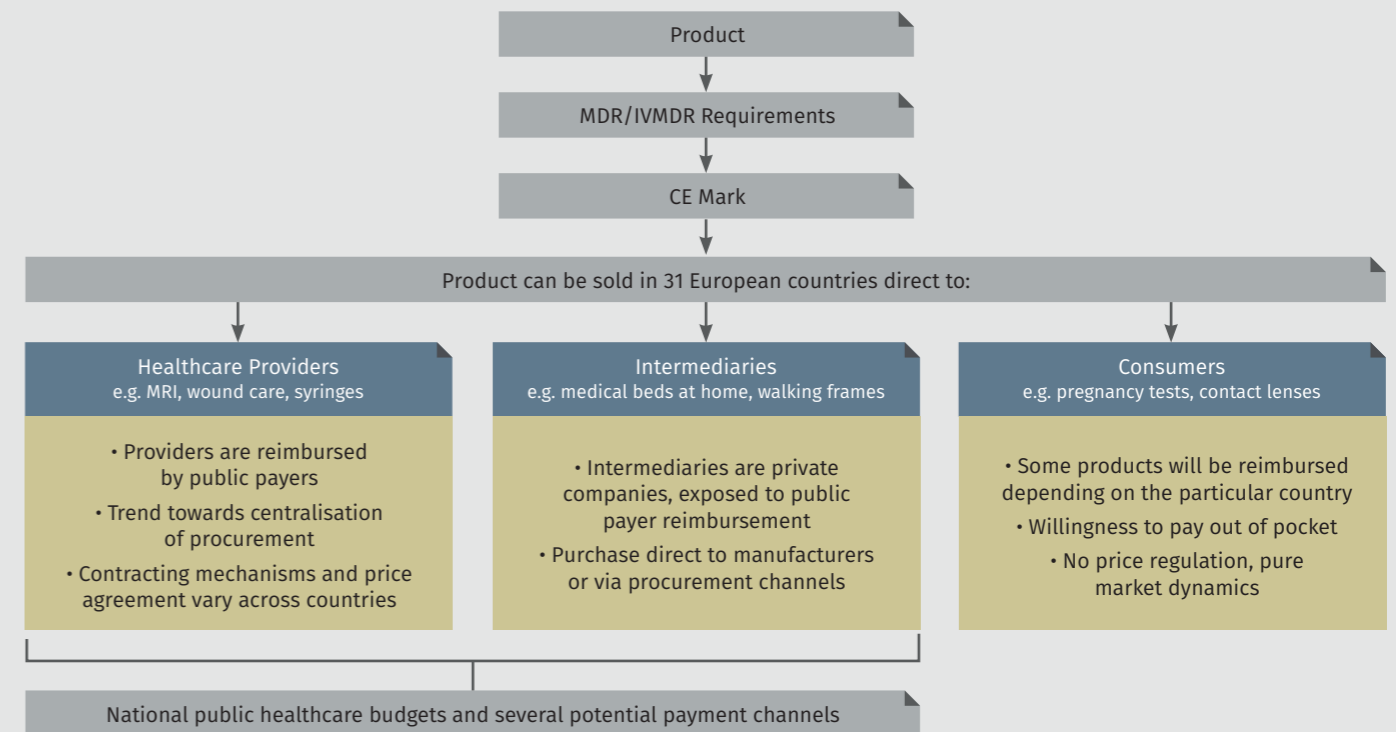 Product
MDR/IVMDR Requirements
CE Mark
Product can be sold in 31 European countries direct to:
Healthcare Providers
e.g. MRI, wound care, syringes
• Providers are reimbursed
by public payers
• Trend towards centralisation
of procurement
• Contracting mechanisms and price
agreement vary across countries
Intermediaries
e.g. medical beds at home, walking frames
• Intermediaries are private
companies, exposed to public
payer reimbursement
• Purchase direct to manufacturers
or via procurement channels
Consumers
e.g. pregnancy tests, contact lenses
• Some products will be reimbursed
depending on the particular country
• Willingness to pay out of pocket
• No price regulation, pure
market dynamics
National public healthcare budgets and several potential payment channels